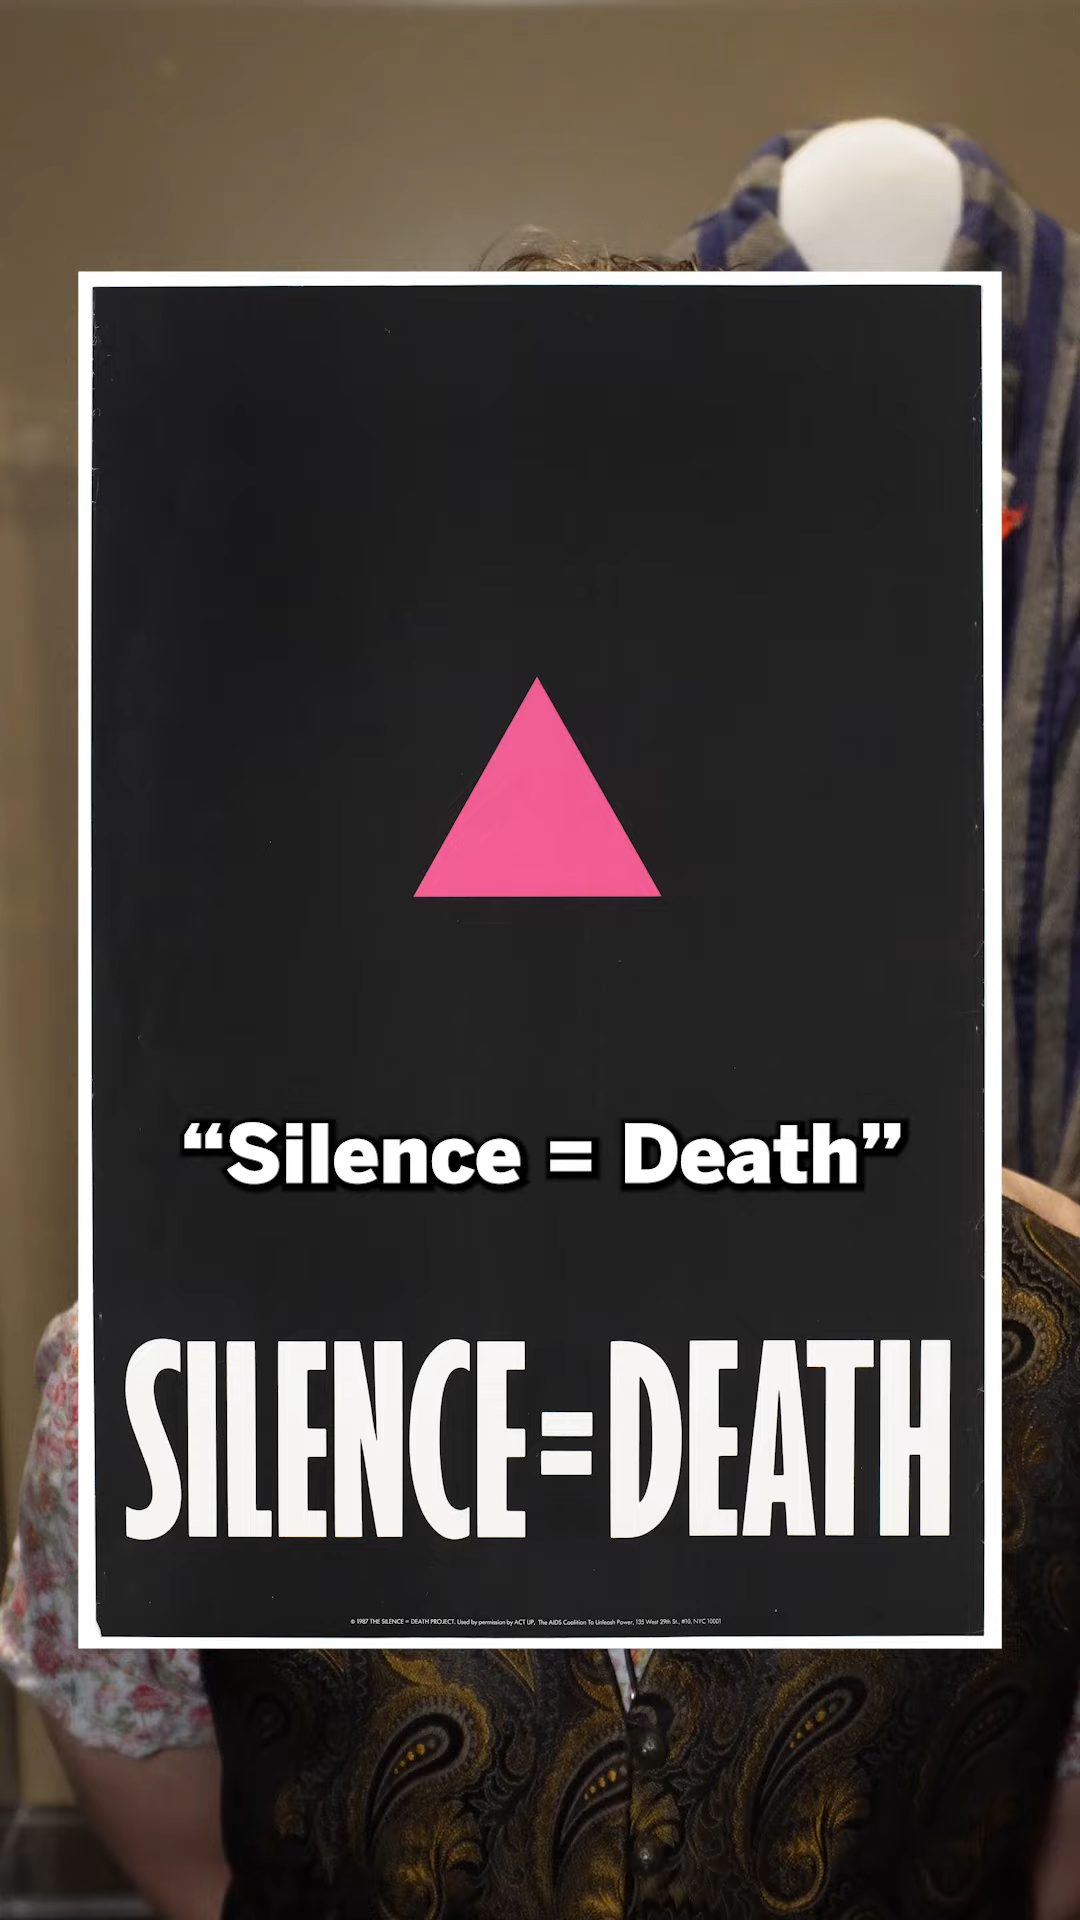 “Silence = Death”
SILENCE=DEATH
© 1987 THE SILENCE = DEATH PROJECT. Used by permission by ACT UP, The AIDS Coalition To Unleash Power, 135 West 29th St., #10, NYC 10001